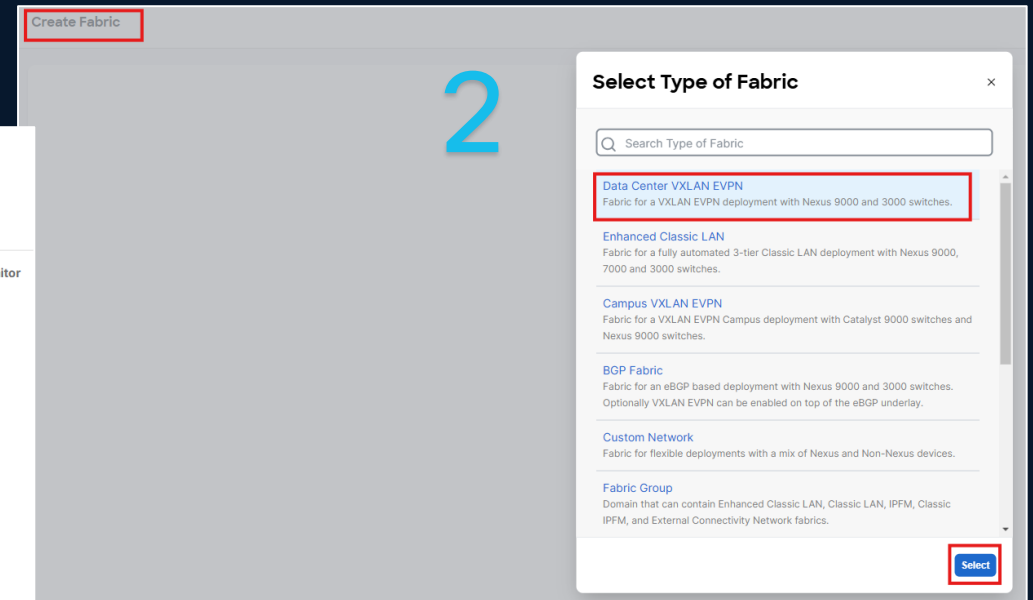 Create Fabric
2
itor
Select Type of Fabric
×
Search Type of Fabric
Data Center VXLAN EVPN
Fabric for a VXLAN EVPN deployment with Nexus 9000 and 3000 switches.
Enhanced Classic LAN
Fabric for a fully automated 3-tier Classic LAN deployment with Nexus 9000,
7000 and 3000 switches.
Campus VXLAN EVPN
Fabric for a VXLAN EVPN Campus deployment with Catalyst 9000 switches and
Nexus 9000 switches.
BGP Fabric
Fabric for an eBGP based deployment with Nexus 9000 and 3000 switches.
Optionally VXLAN EVPN can be enabled on top of the eBGP underlay.
Custom Network
Fabric for flexible deployments with a mix of Nexus and Non-Nexus devices.
Fabric Group
Domain that can contain Enhanced Classic LAN, Classic LAN, IPFM, Classic
IPFM, and External Connectivity Network fabrics.
Select